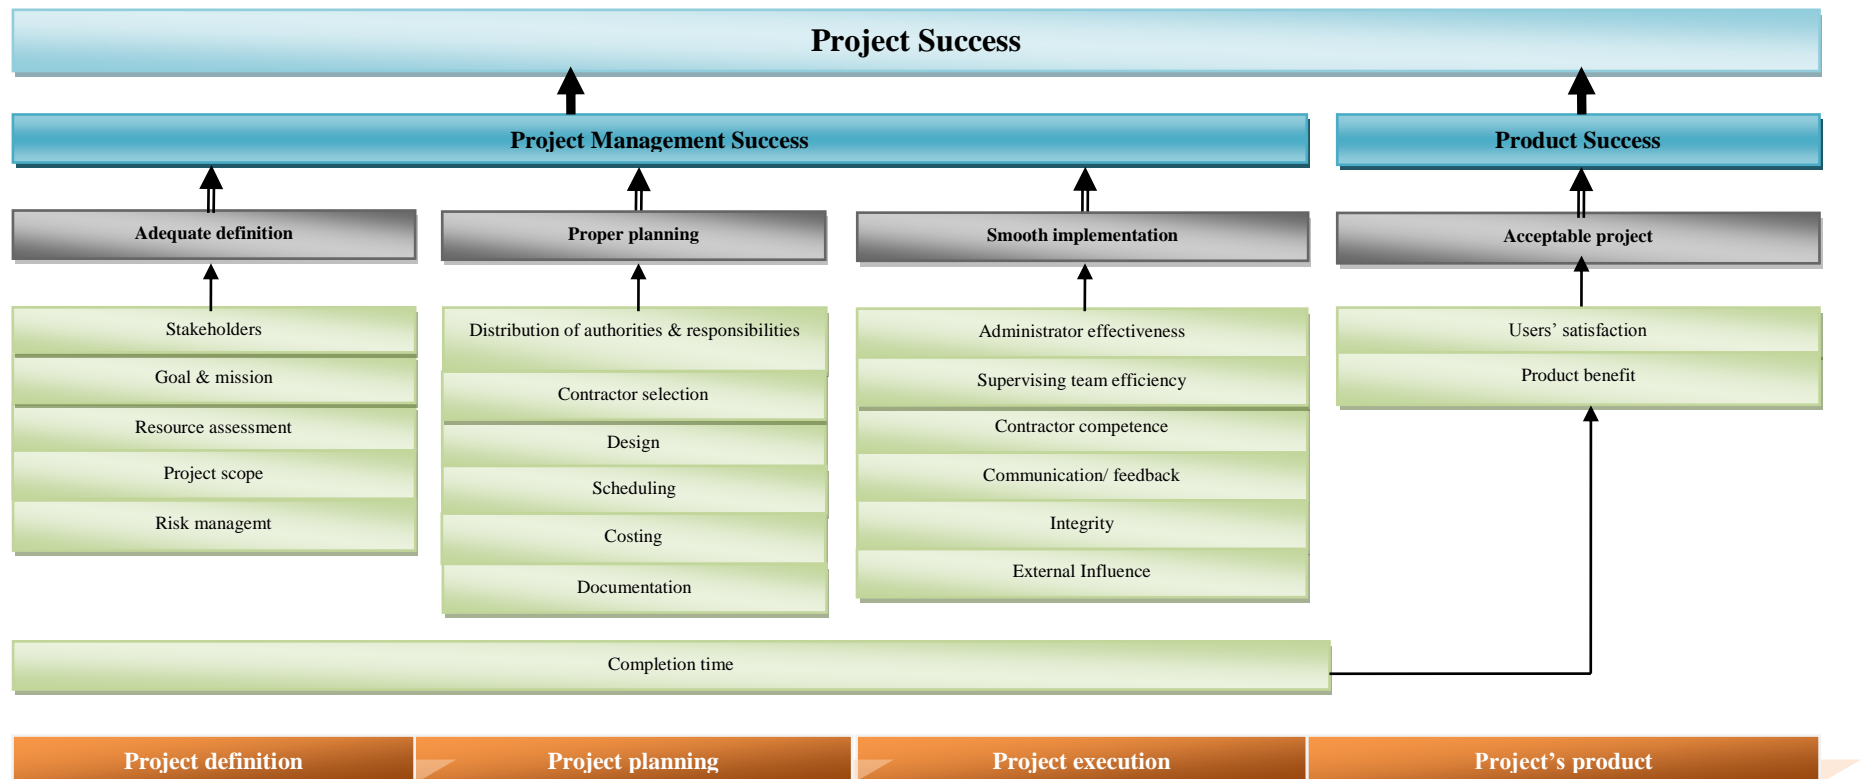 Project Success
Project Management Success
Product Success
Adequate definition
Proper planning
Smooth implementation
Acceptable project
Stakeholders
Goal & mission
Resource assessment
Project scope
Risk managemt
Distribution of authorities & responsibilities
Contractor selection
Design
Scheduling
Costing
Documentation
Administrator effectiveness
Supervising team efficiency
Contractor competence
Communication/ feedback
Integrity
External Influence
Users’ satisfaction
Product benefit
Completion time
Project definition
Project planning
Project execution
Project's product